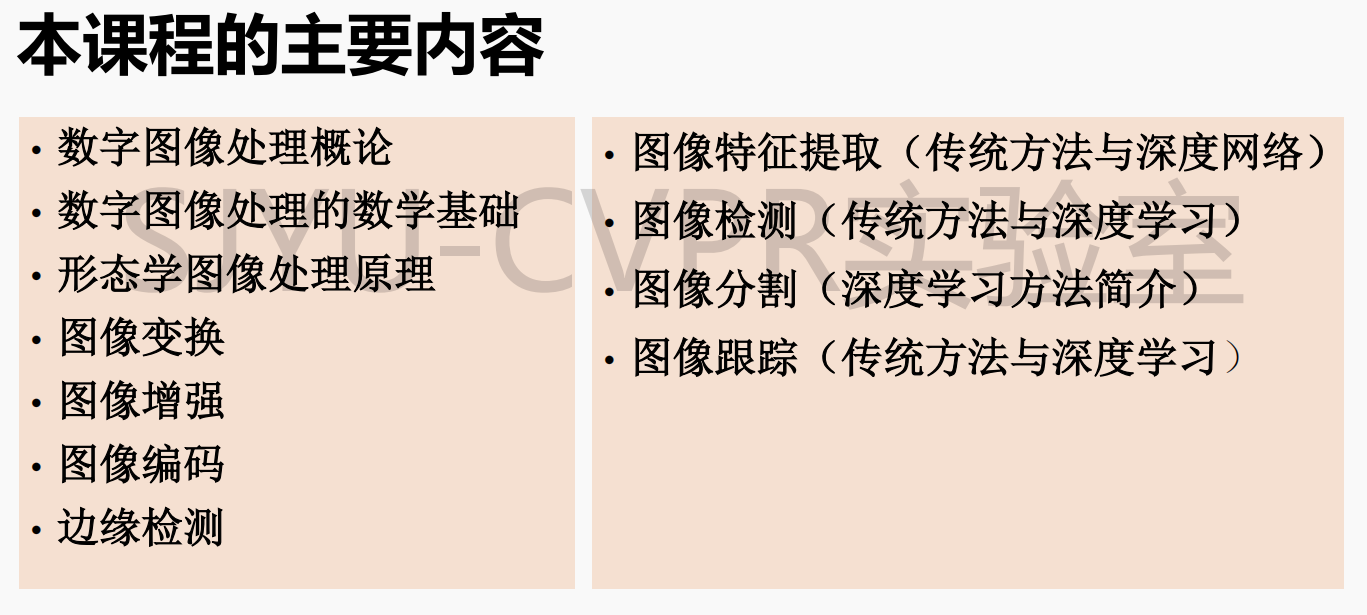 本课程的主要内容
• 数字图像处理概论
• 数字图像处理的数学基础
• 形态学图像处理原理
• 图像变换
• 图像增强
• 图像编码
• 边缘检测
• 图像特征提取（传统方法与深度网络）
• 图像检测（传统方法与深度学习）
• 图像分割（深度学习方法简介）
• 图像跟踪（传统方法与深度学习）
SJYU-CVPR实验室